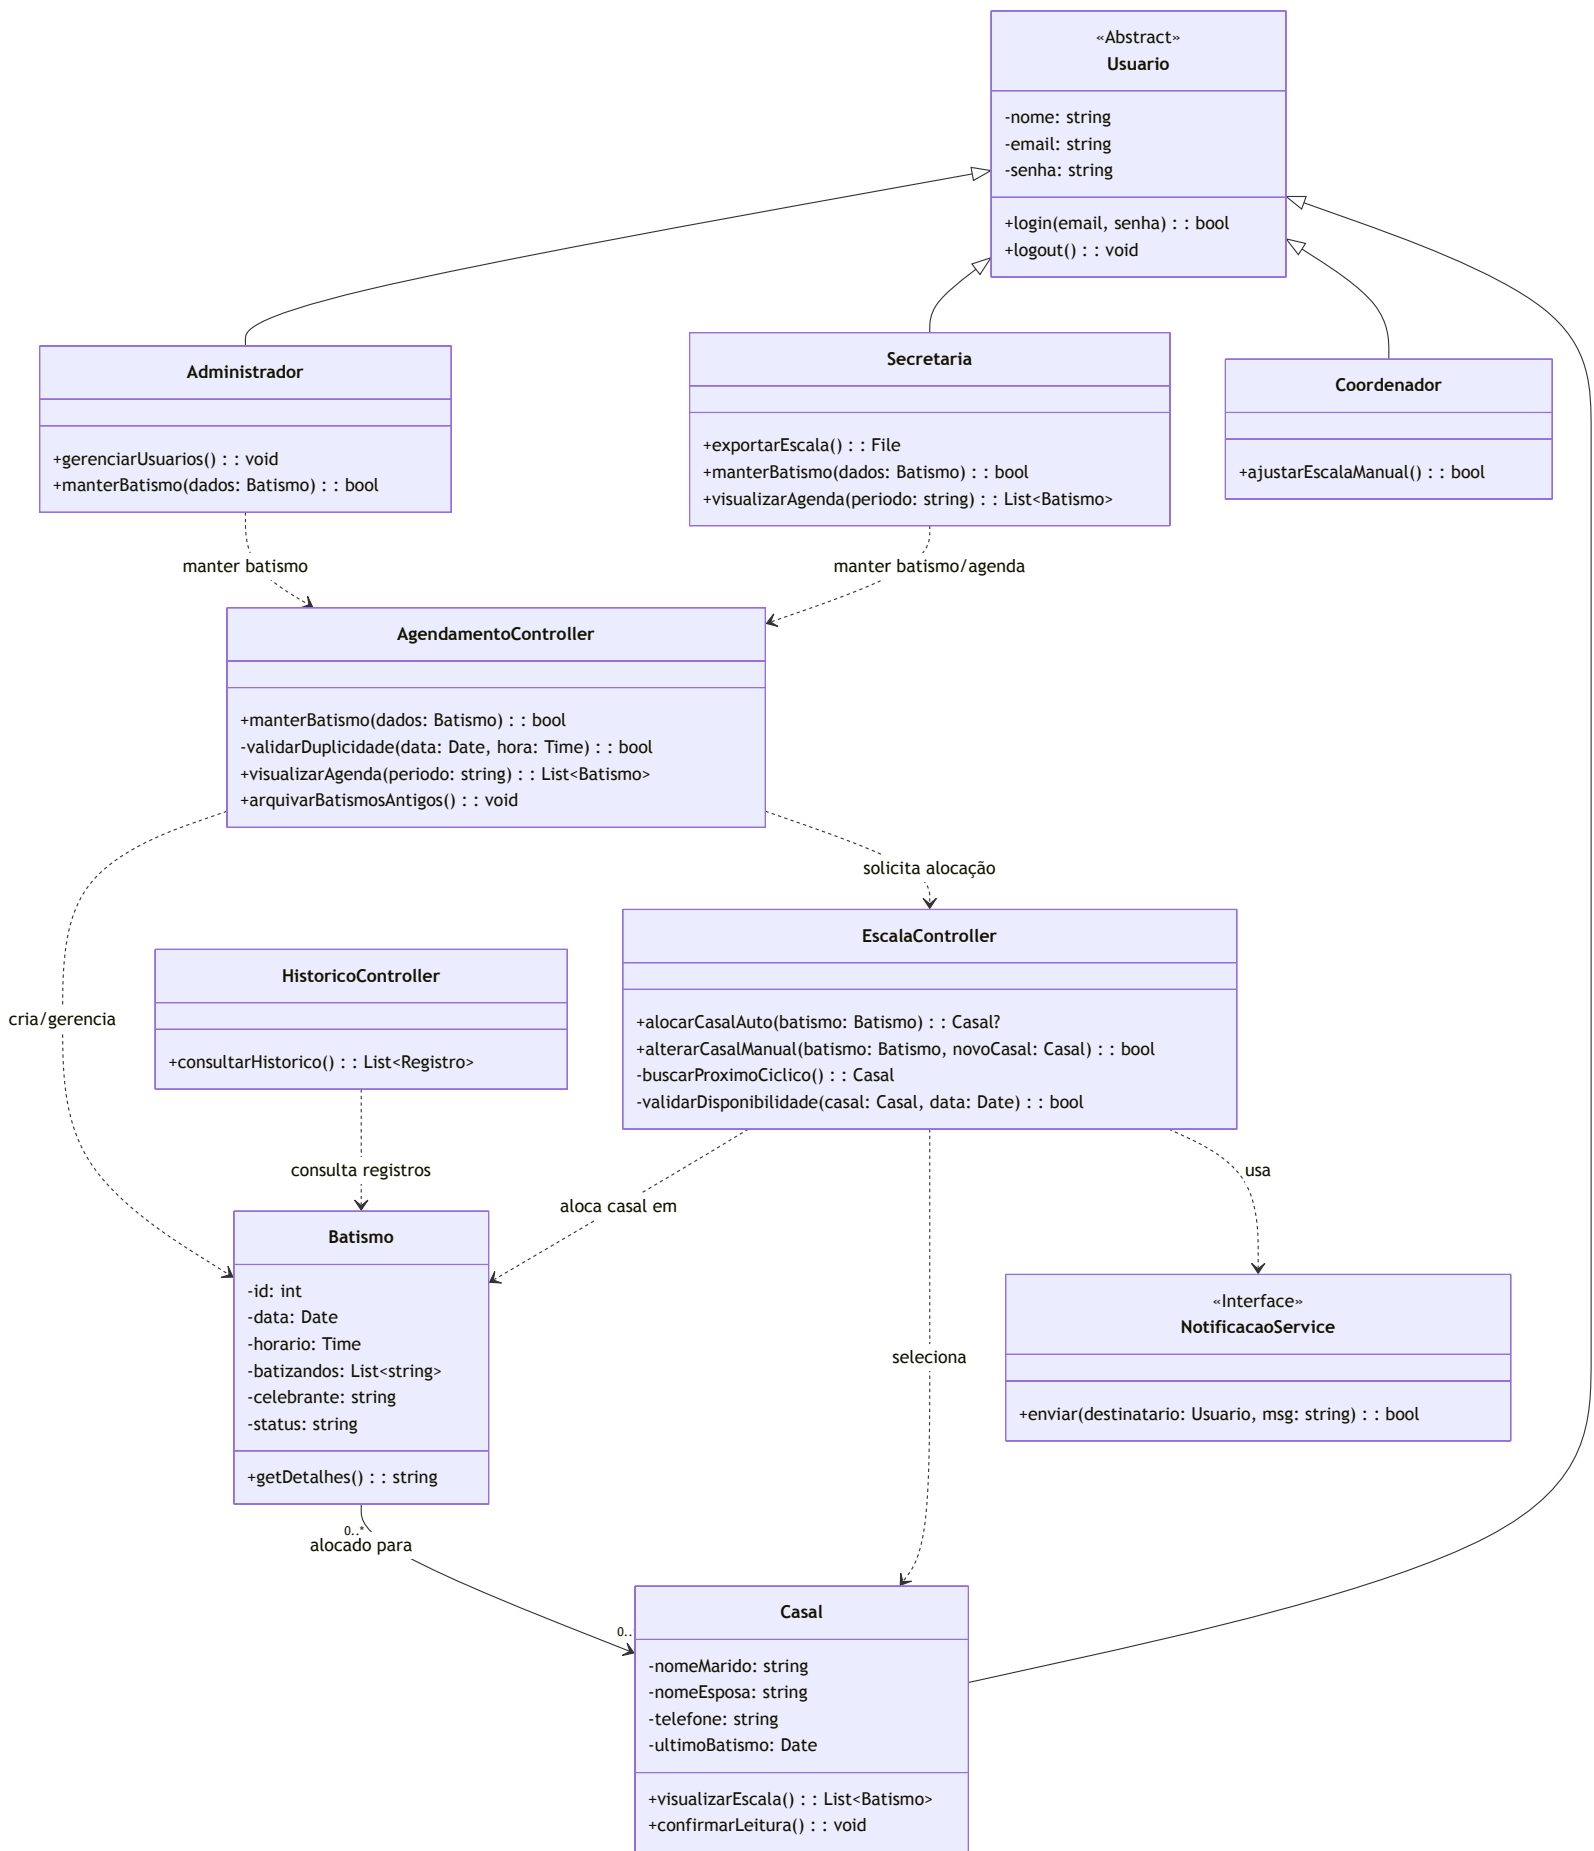 «Abstract»
Usuario
-nome: string
-email: string
-senha: string
+login(email, senha) : : bool
+logout() : : void
Administrador
+gerenciarUsuarios() : : void
+manterBatismo(dados: Batismo) : : bool
Secretaria
+exportarEscala() : : File
+manterBatismo(dados: Batismo) : : bool
+visualizarAgenda(periodo: string) : : List<Batismo>
Coordenador
+ajustarEscalaManual() : : bool
manter batismo
manter batismo/agenda
AgendamentoController
+manterBatismo(dados: Batismo) : : bool
-validarDuplicidade(data: Date, hora: Time) : : bool
+visualizarAgenda(periodo: string) : : List<Batismo>
+arquivarBatismosAntigos() : : void
solicita alocação
cria/gerencia
HistoricoController
+consultarHistorico() : : List<Registro>
EscalaController
+alocarCasalAuto(batismo: Batismo) : : Casal?
+alterarCasalManual(batismo: Batismo, novoCasal: Casal) : : bool
-buscarProximoCiclico() : : Casal
-validarDisponibilidade(casal: Casal, data: Date) : : bool
consulta registros
aloca casal em
usa
Batismo
-id: int
-data: Date
-horario: Time
-batizandos: List<string>
-celebrante: string
-status: string
+getDetalhes() : : string
seleciona
«Interface»
NotificacaoService
+enviar(destinatario: Usuario, msg: string) : : bool
0..*
alocado para
0..
Casal
-nomeMarido: string
-nomeEsposa: string
-telefone: string
-ultimoBatismo: Date
+visualizarEscala() : : List<Batismo>
+confirmarLeitura() : : void